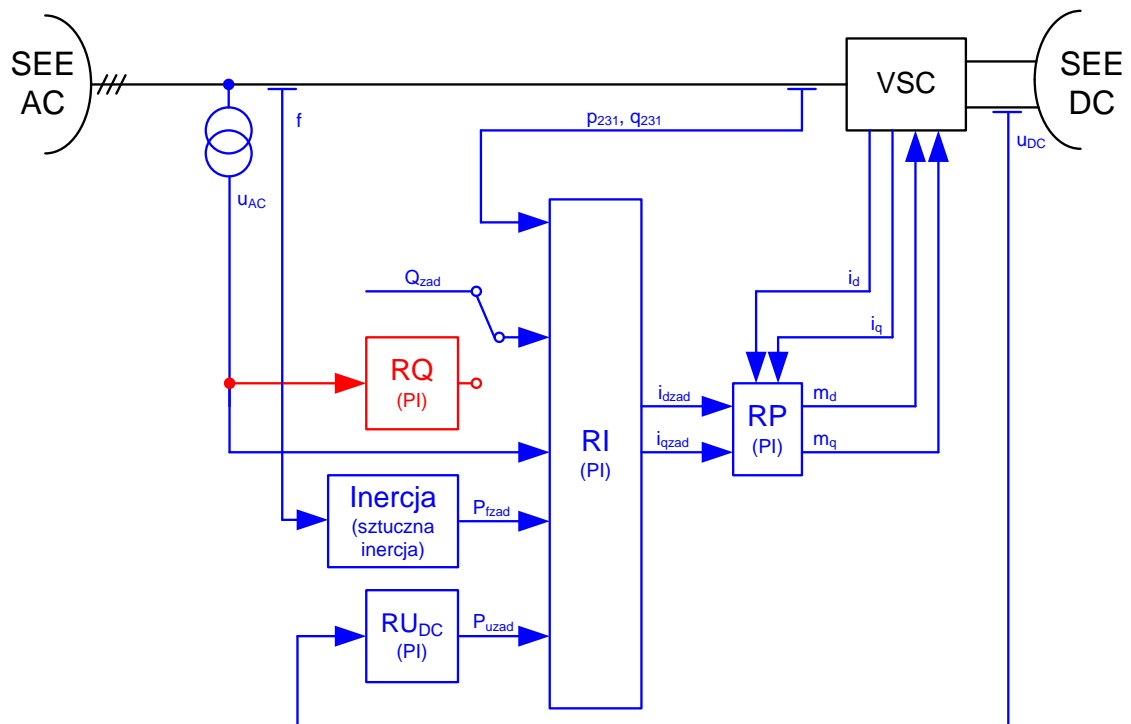 SEE
AC
VSC
SEE
DC
f
p231, q231
uDC
uAC
Qzad
id
iq
RQ
(PI)
RI
(PI)
idzad
iqzad
RP
(PI)
md
mq
Inercja
(sztuczna
inercja)
Pfzad
RUDC
(PI)
Puzad